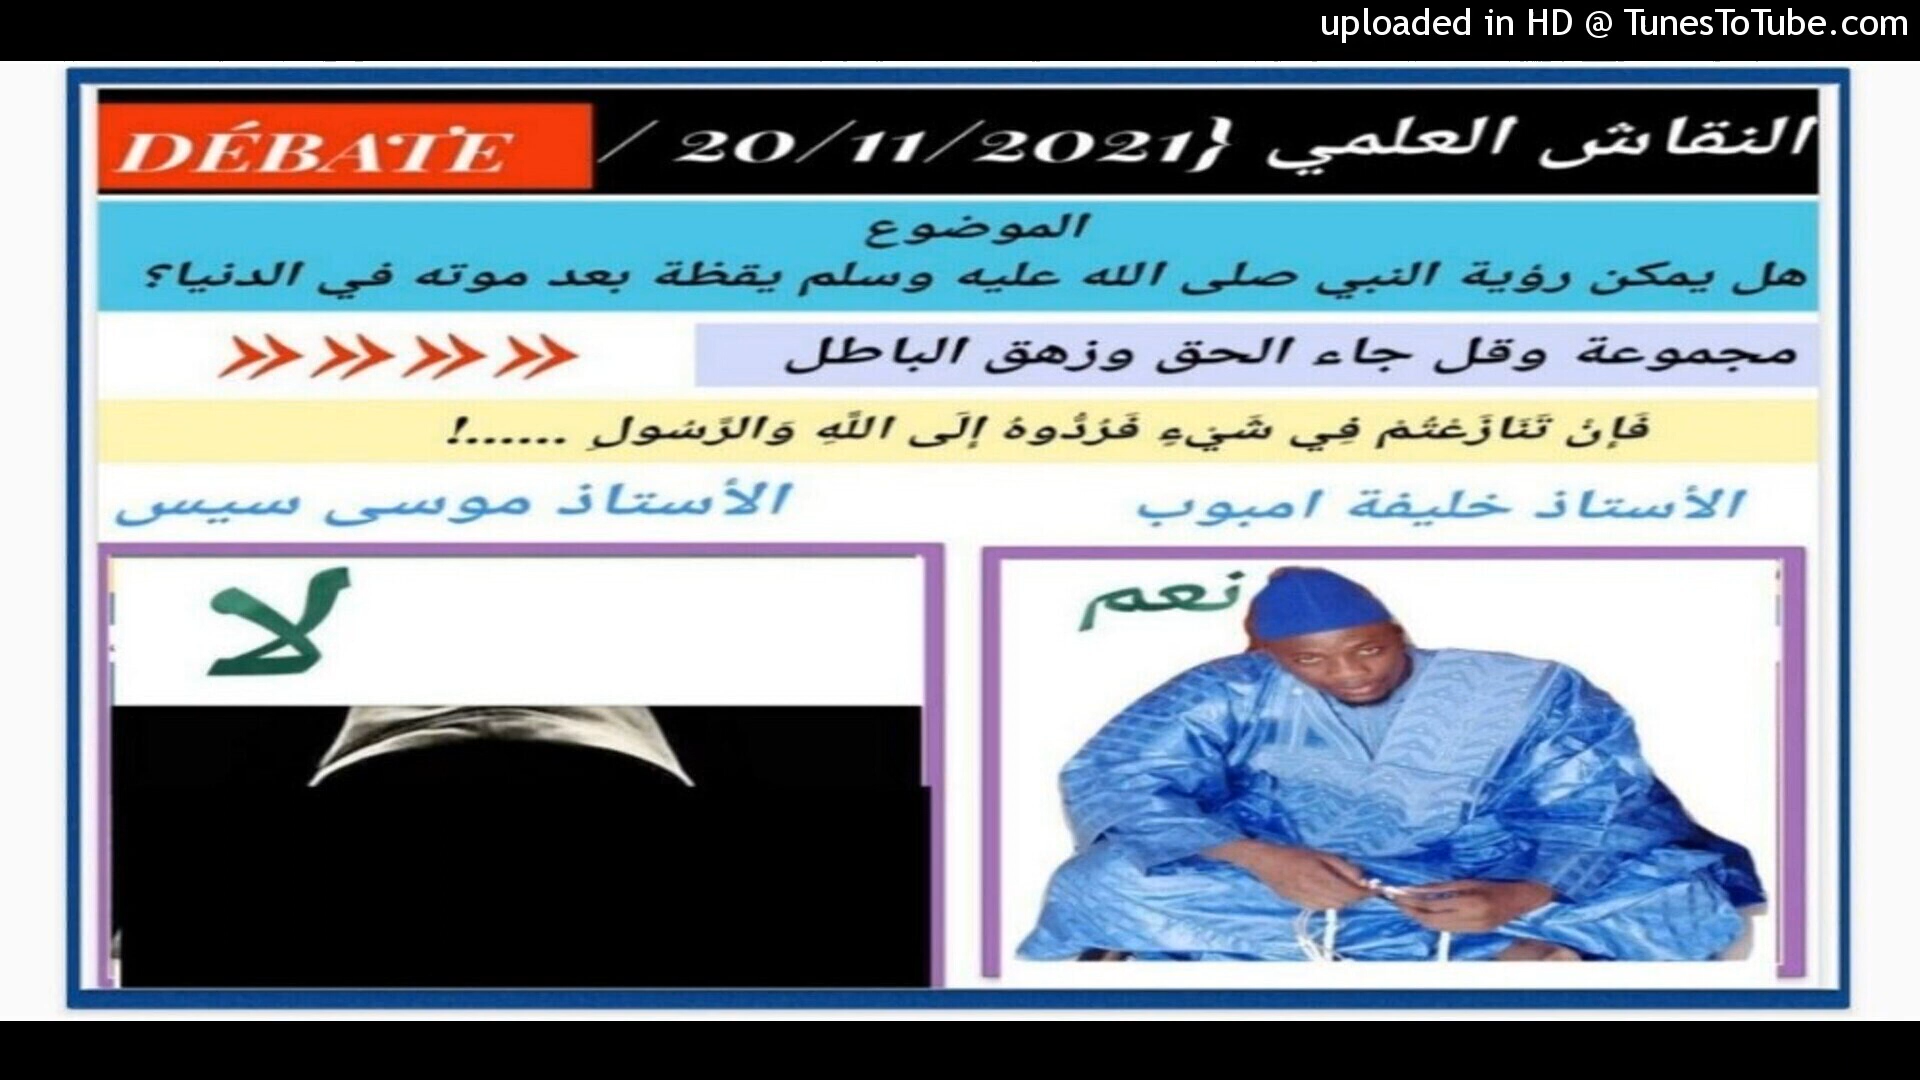 uploaded in HD @ TunesToTube.com
النقاش العلمي {20/11/2021 / DÉBATE
الموضوع
هل يمكن رؤية النبي صلى الله عليه وسلم يقظة بعد موته في الدنيا؟
مجموعة وقل جاء الحق وزهق الباطل
فَإِنْ تَنَازَعْتُمْ فِي شَيْءٍ فَرُدُّوهُ إِلَى اللَّهِ وَالرَّسُولِ ......!
الأستاذ خليفة امبوب
الأستاذ موسى سيس
نعم
لا